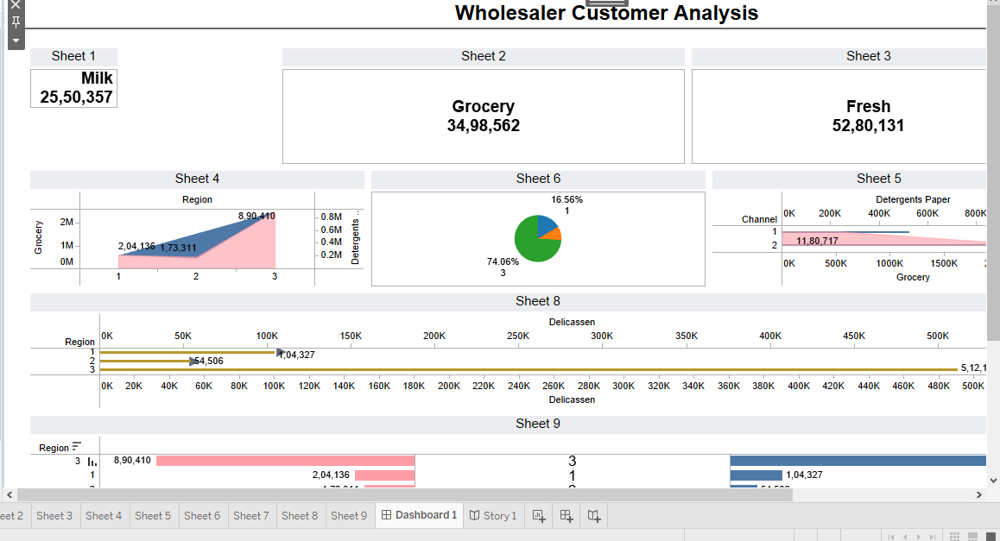 Wholesaler Customer Analysis
Sheet 1
Sheet 2
Sheet 3
Milk
25,50,357
Grocery
34,98,562
Fresh
52,80,131
Sheet 4
Sheet 6
Sheet 5
Region
Grocery
2M
1M
0M
2,04,136
1,73,311
8,90,410
0.8M
0.6M
0.4M
0.2M
Detergents ..
1 2 3
16.56%
1
74.06%
3
Detergents Paper
Channel
0K 200K 400K 600K 800K
1
2
11,80,717
0K 500K 1000K 1500K
Grocery
Sheet 8
Delicassen
Region
0K 50K 100K 150K 200K 250K 300K 350K 400K 450K 500K
1
2
3
1,04,327
54,506
5,12,1
0K 20K 40K 60K 80K 100K 120K 140K 160K 180K 200K 220K 240K 260K 280K 300K 320K 340K 360K 380K 400K 420K 440K 460K 480K 500K
Delicassen
Sheet 9
Region
3 8,90,410 3
1 2,04,136 1 1,04,327
eet 2 Sheet 3 Sheet 4 Sheet 5 Sheet 6 Sheet 7 Sheet 8 Sheet 9 Dashboard 1 Story 1